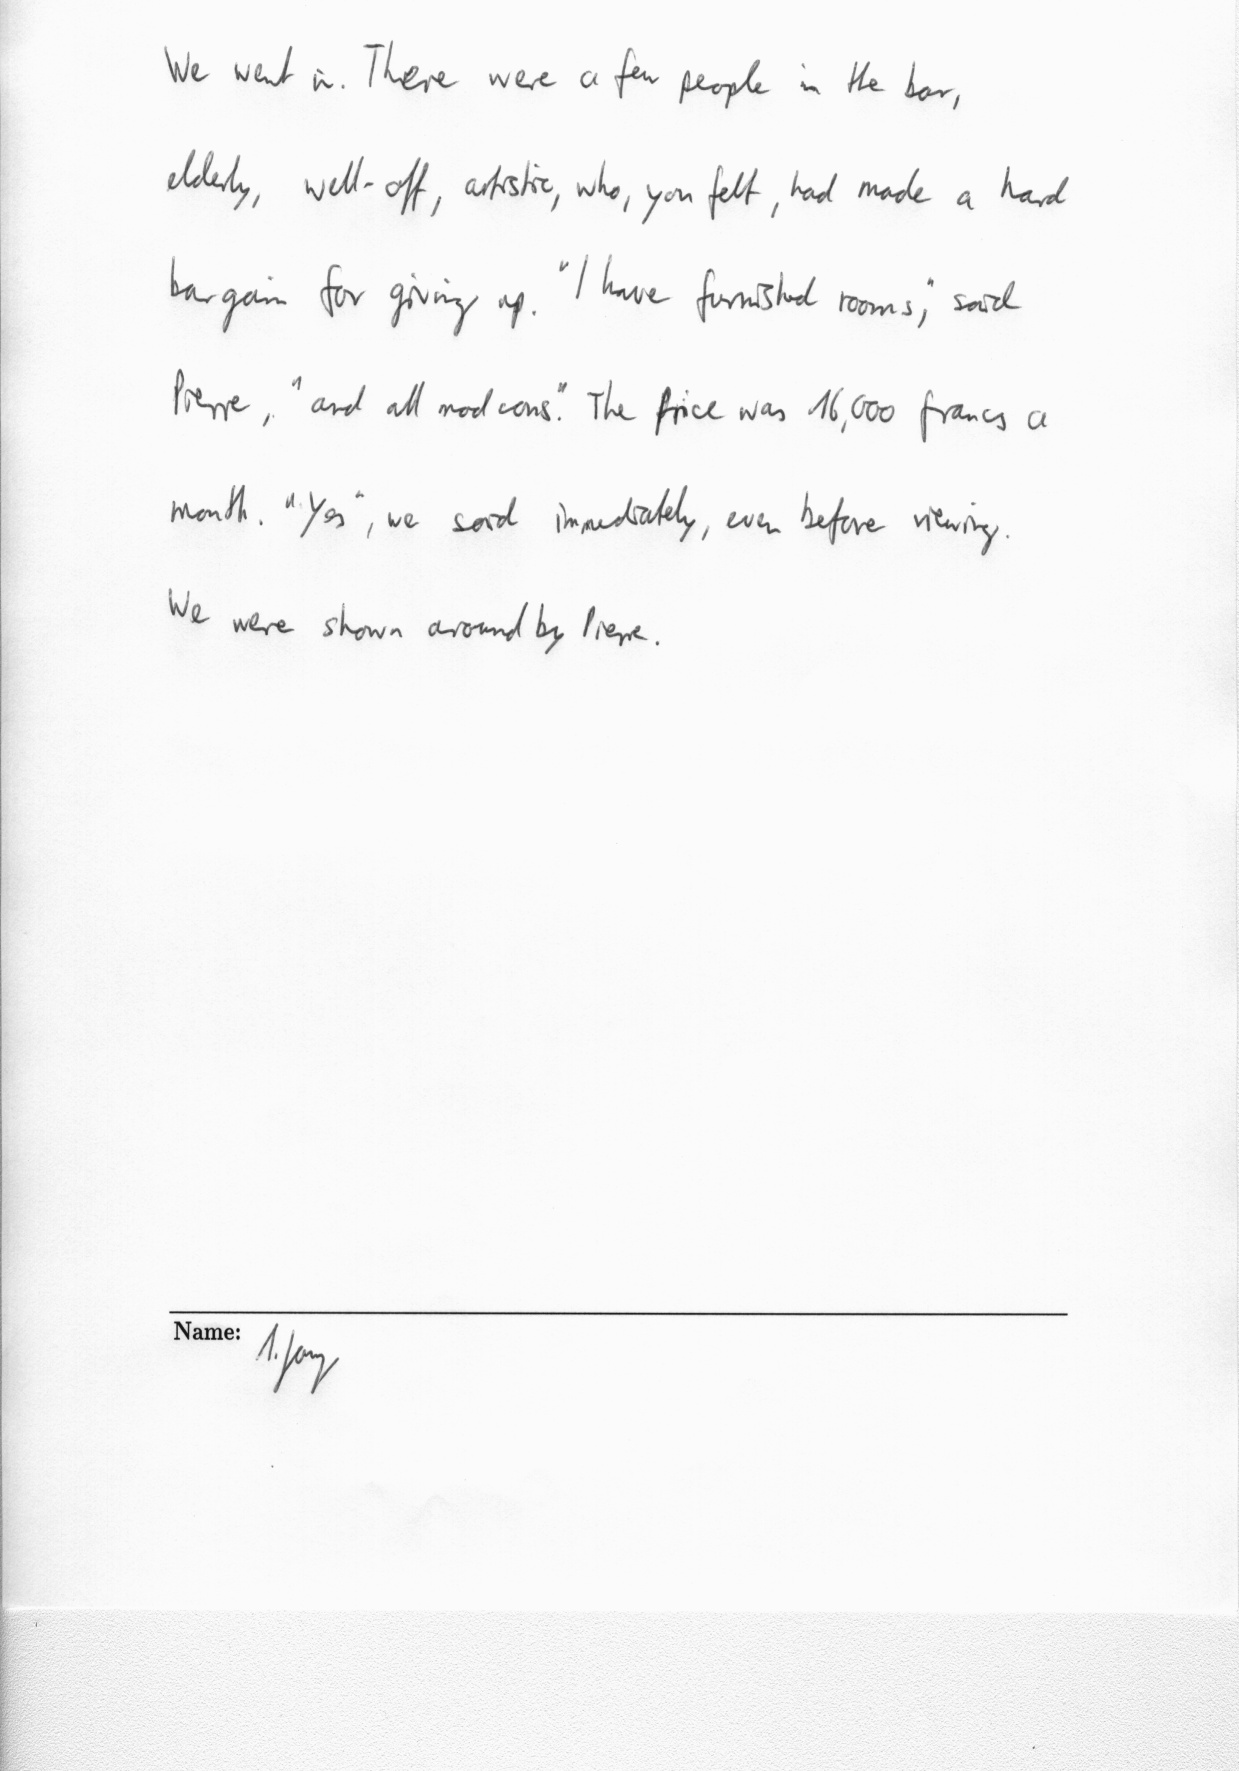 We went in. There were a few people in the bar,
elderly, well-off, artistic, who, you felt, had made a hard
bargain for giving up. "I have furnished rooms," said
Pierre, "and all mod cons." The price was 16,000 francs a
month. "Yes", we said immediately, even before viewing.
We were shown around by Pierre.
Name: